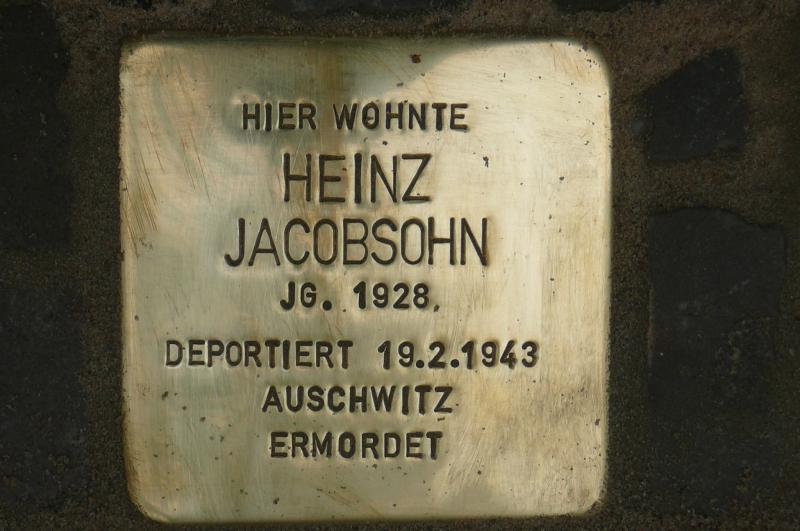 HIER WOHNTE
HEINZ
JACOBSOHN
JG. 1928
DEPORTIERT 19.2.1943
AUSCHWITZ
ERMORDET